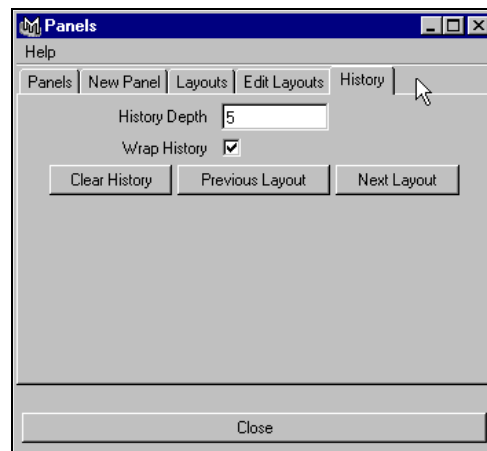 Panels
Help
Panels New Panel Layouts Edit Layouts History
History Depth 5
Wrap History
Clear History Previous Layout Next Layout
Close